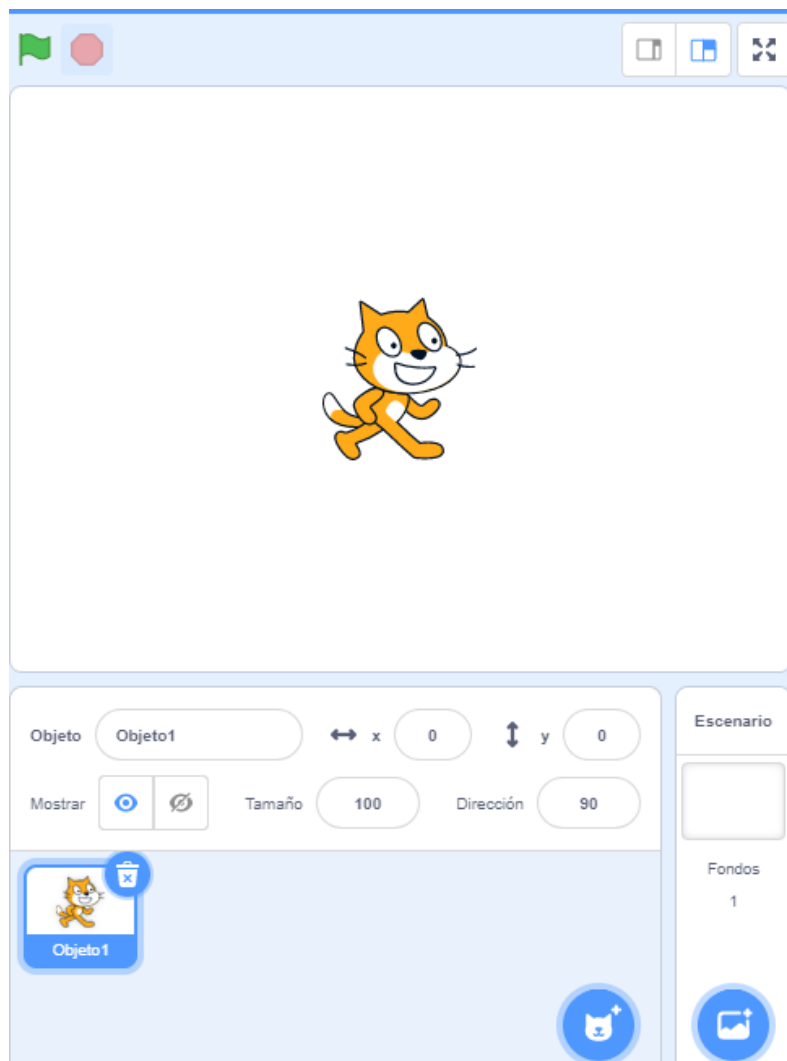 Objeto Objeto1 x 0 y 0
Escenario
Mostrar Tamaño 100 Dirección 90
Fondos
1
Objeto1